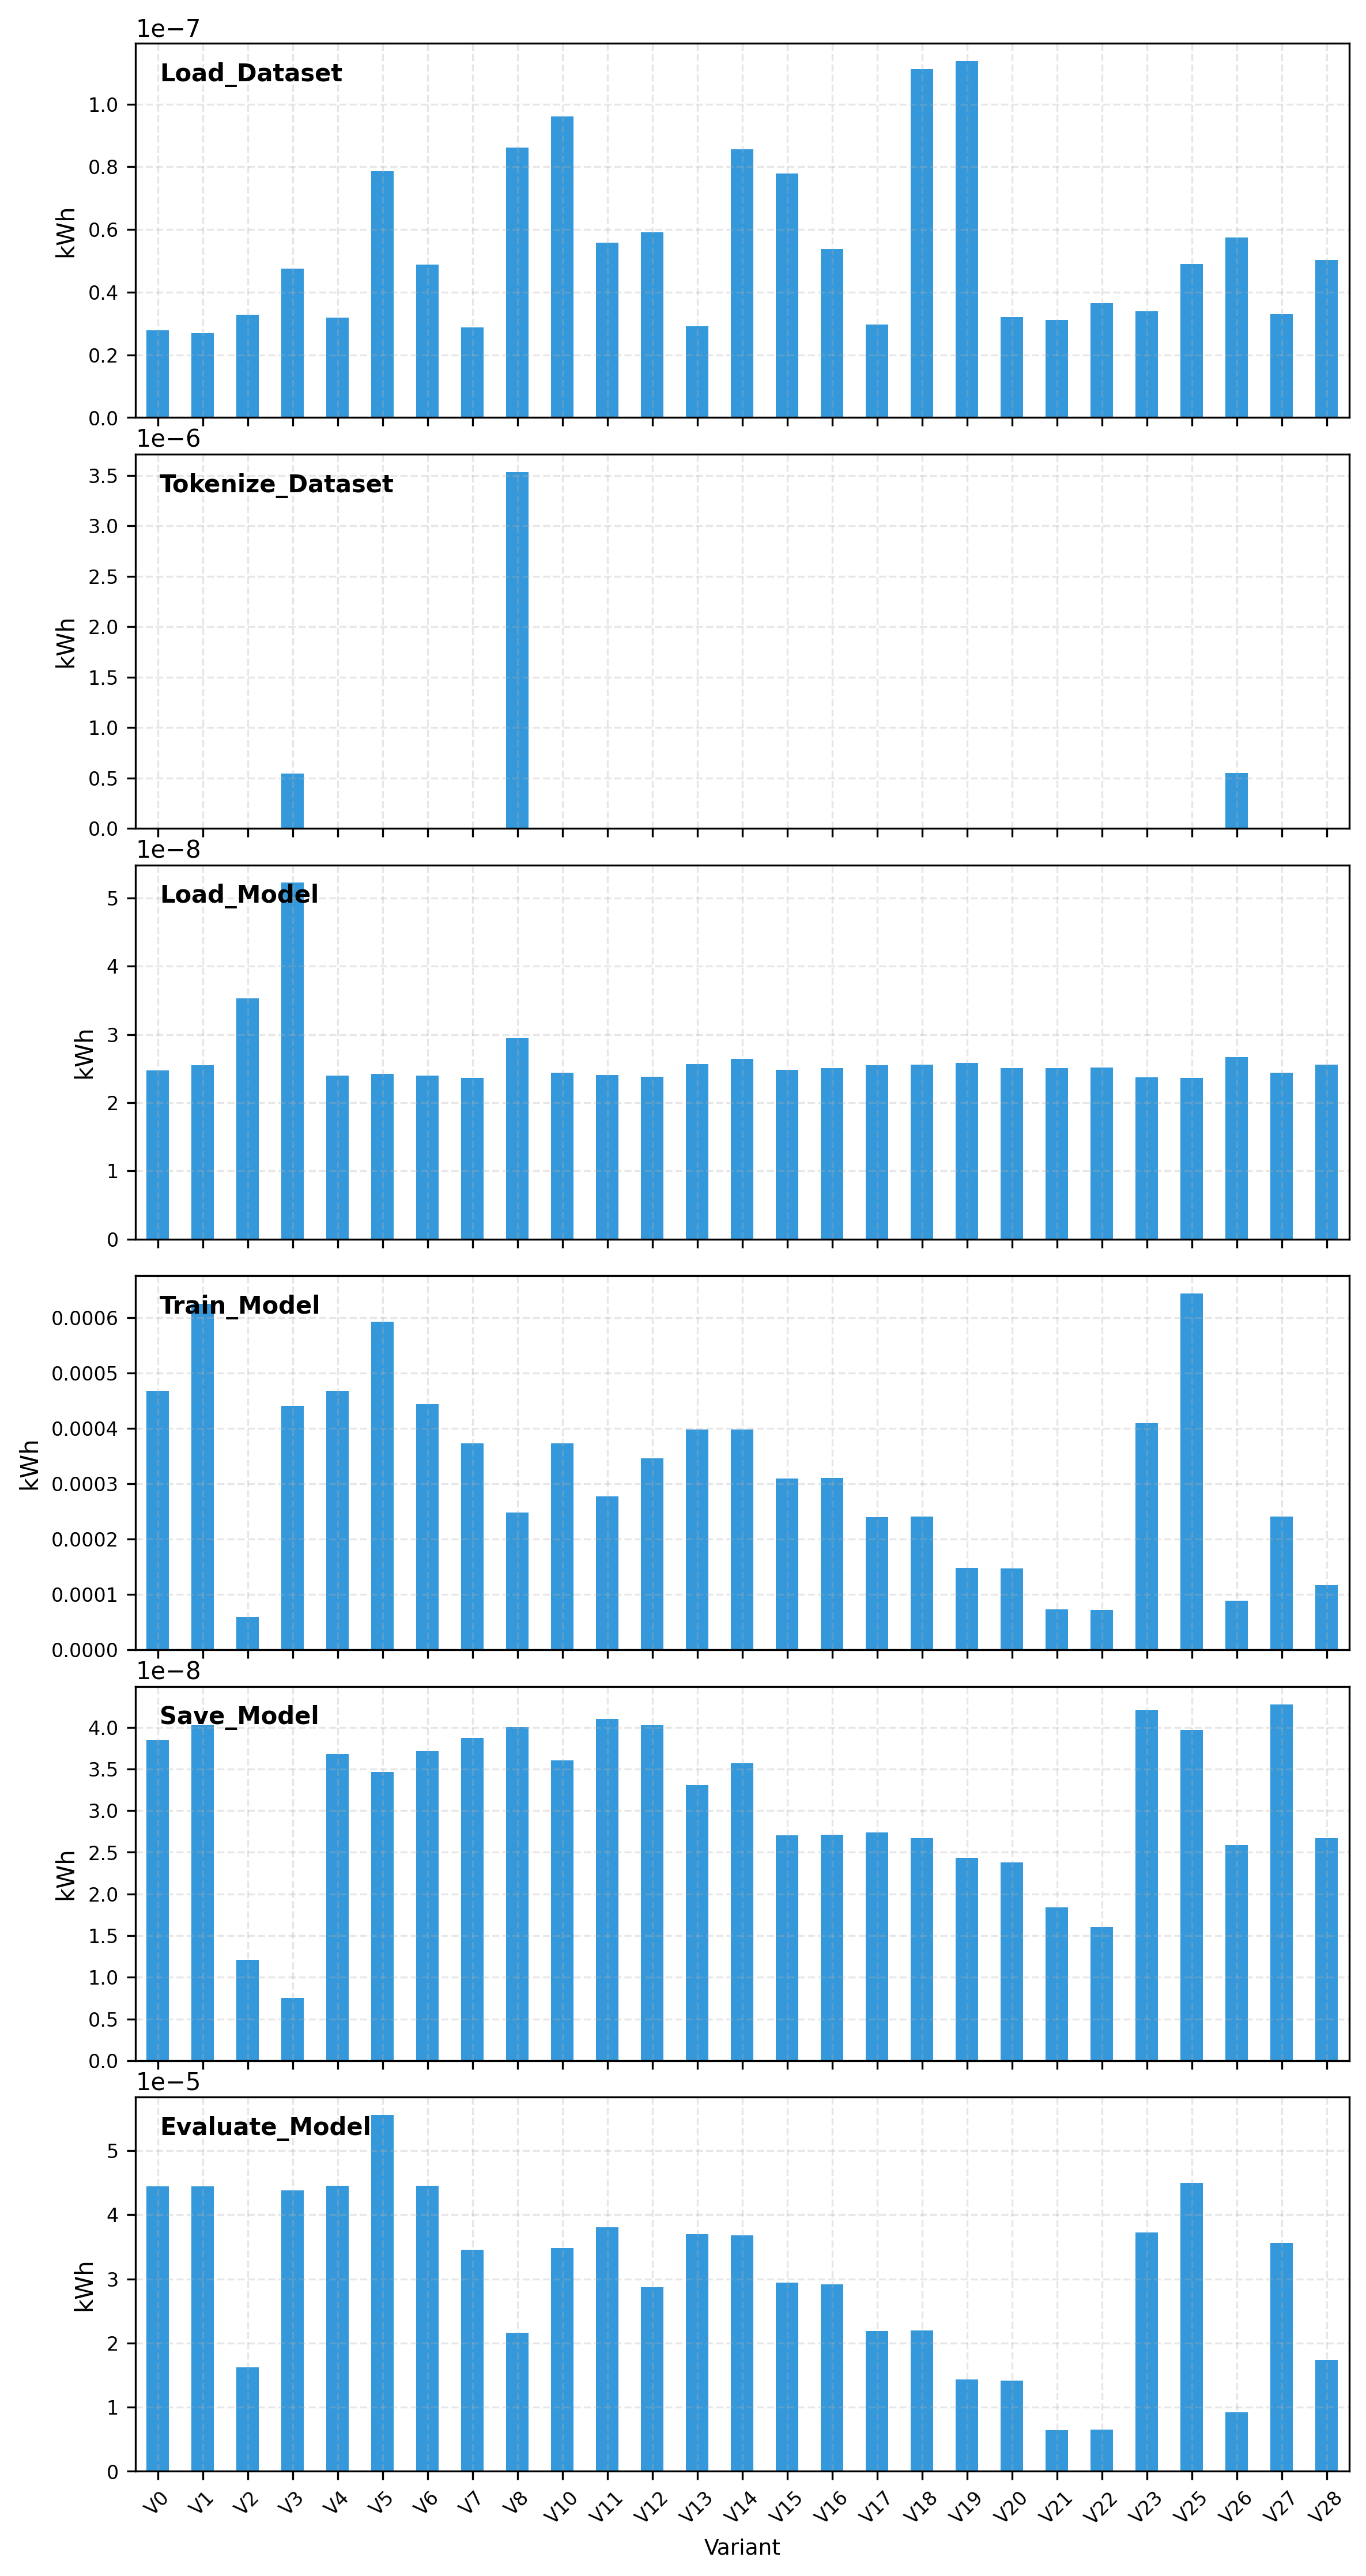 1e−7
Load_Dataset
1.0
0.8
0.6
0.4
0.2
0.0
kWh
1e−6
Tokenize_Dataset
3.5
3.0
2.5
2.0
1.5
1.0
0.5
0.0
kWh
1e−8
Load_Model
5
4
3
2
1
0
kWh
Train_Model
0.0006
0.0005
0.0004
0.0003
0.0002
0.0001
0.0000
kWh
1e−8
Save_Model
4.0
3.5
3.0
2.5
2.0
1.5
1.0
0.5
0.0
kWh
1e−5
Evaluate_Model
5
4
3
2
1
0
kWh
V0 V1 V2 V3 V4 V5 V6 V7 V8 V10 V11 V12 V13 V14 V15 V16 V17 V18 V19 V20 V21 V22 V23 V25 V26 V27 V28
Variant